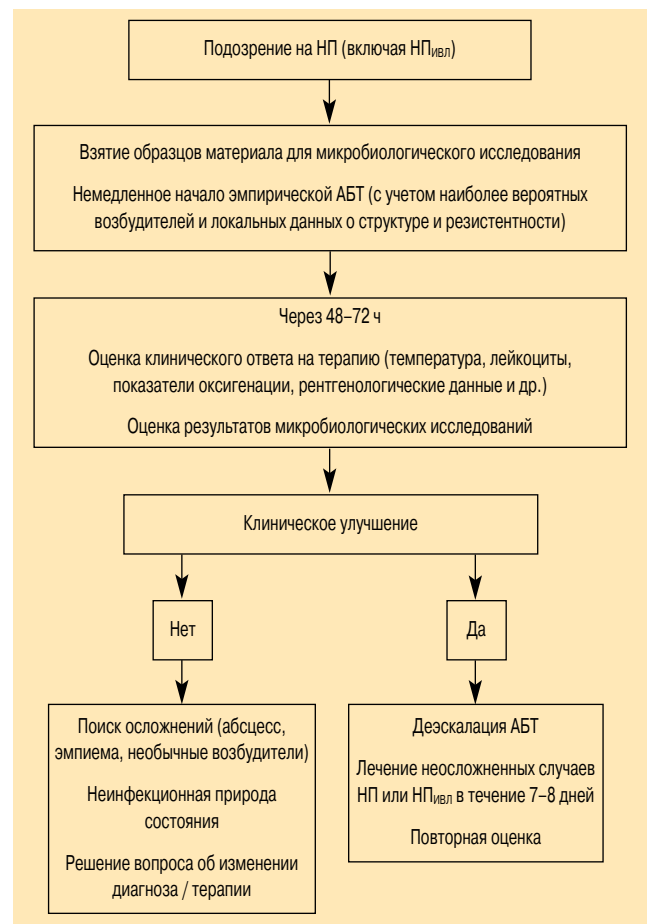 Подозрение на НП (включая НПИВЛ)
Взятие образцов материала для микробиологического исследования
Немедленное начало эмпирической АБТ (с учетом наиболее вероятных
возбудителей и локальных данных о структуре и резистентности)
Через 48–72 ч
Оценка клинического ответа на терапию (температура, лейкоциты,
показатели оксигенации, рентгенологические данные и др.)
Оценка результатов микробиологических исследований
Клиническое улучшение
Нет
Да
Поиск осложнений (абсцесс,
эмпиема, необычные возбудители)
Неинфекционная природа
состояния
Решение вопроса об изменении
диагноза / терапии
Деэскалация АБТ
Лечение неосложненных случаев
НП или НПИВЛ в течение 7–8 дней
Повторная оценка